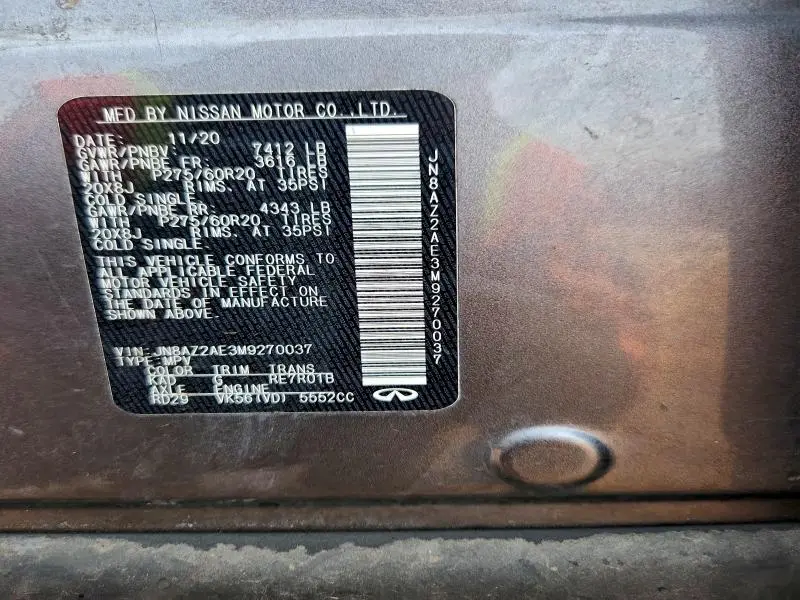 MFD BY NISSAN MOTOR CO.,LTD.
DATE: 11/20
GVWR/PNBV 7412 LB
GAWR/PNBE FR: 3616 LB
WITH P275/60R20 TIRES
20X8J RIMS. AT 35PSI
COLD SINGLE.
GAWR/PNBE RR: 4343 LB
WITH P275/60R20 TIRES
20X8J RIMS. AT 35PSI
COLD SINGLE.
THIS VEHICLE CONFORMS TO
ALL APPLICABLE FEDERAL
MOTOR VEHICLE SAFETY
STANDARDS IN EFFECT ON
THE DATE OF MANUFACTURE
SHOWN ABOVE.
VIN: JN8AZ2AE3M9270037
TYPE: MPV
COLOR TRIM TRANS
KAD G RE7R01B
AXLE ENGINE
RD29 VK56(VD) 5552CC
JN8AZ2AE3M9270037